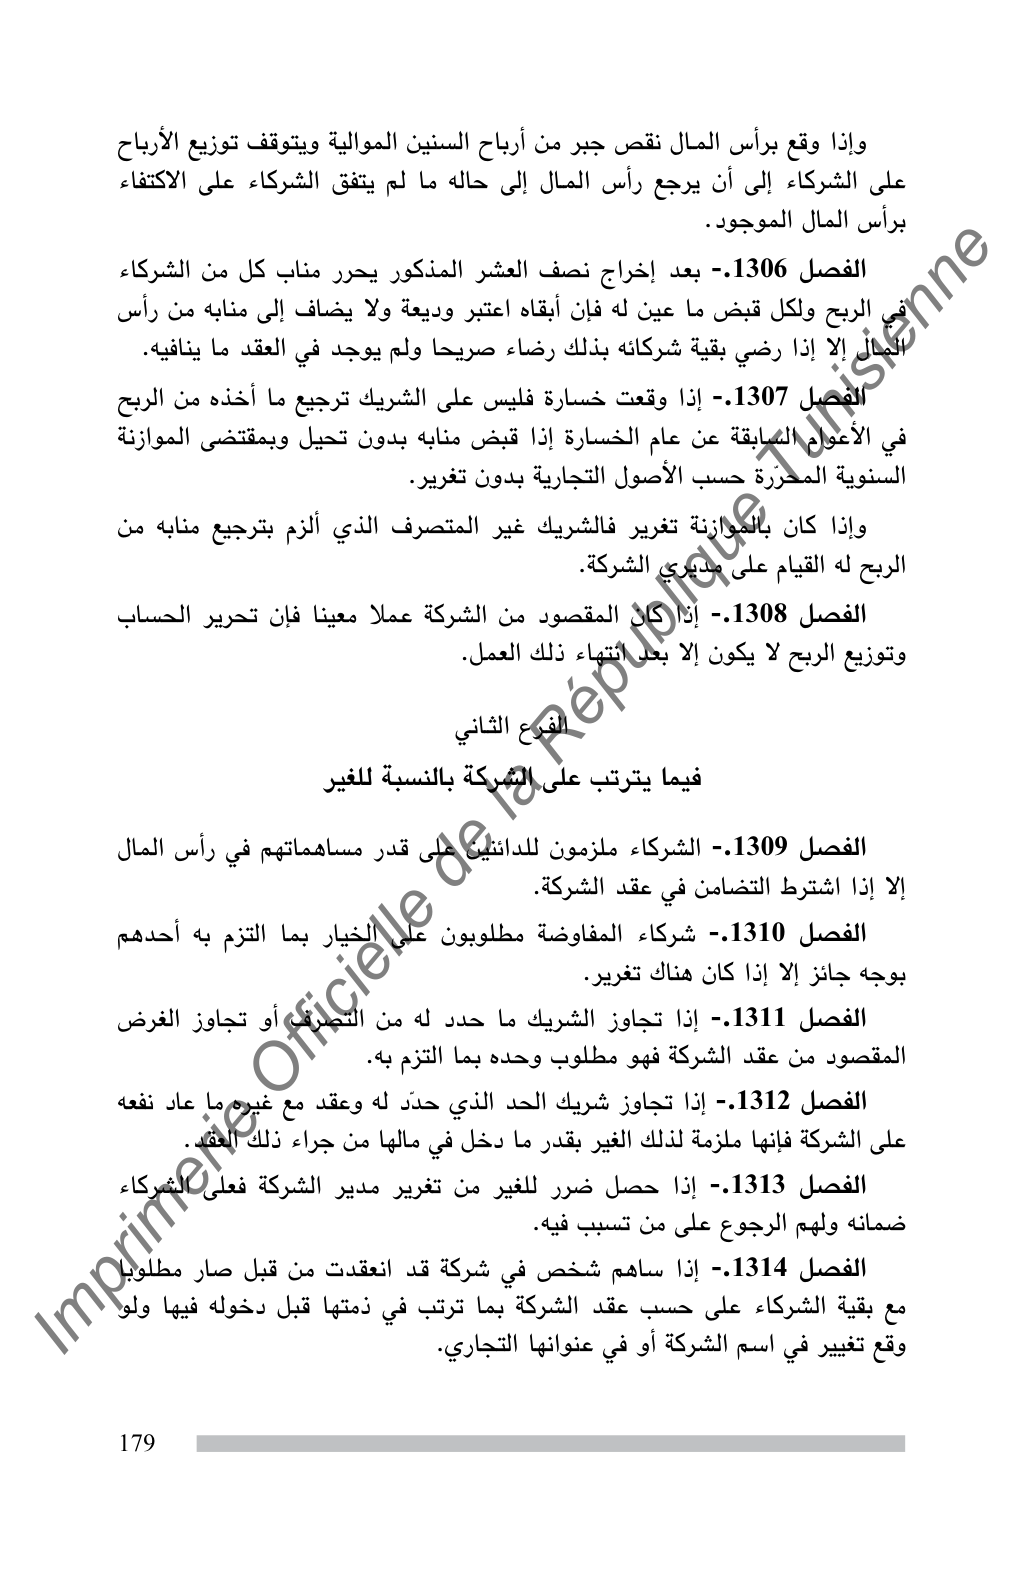 وإذا وقع برأس المال نقص جبر من أرباح السنين الموالية ويتوقف توزيع الأرباح
على الشركاء إلى أن يرجع رأس المال إلى حاله ما لم يتفق الشركاء على الاكتفاء
برأس المال الموجود.
الفصل 1306.- بعد إخراج نصف العشر المذكور يحرر مناب كل من الشركاء
في الربح ولكل قبض ما عين له فإن أبقاه اعتبر وديعة ولا يضاف إلى منابه من رأس
المال إلا إذا رضي بقية شركائه بذلك رضاء صريحا ولم يوجد في العقد ما ينافيه.
الفصل 1307.- إذا وقعت خسارة فليس على الشريك ترجيع ما أخذه من الربح
في الأعوام السابقة عن عام الخسارة إذا قبض منابه بدون تحيل وبمقتضى الموازنة
السنوية المحرّرة حسب الأصول التجارية بدون تغرير.
وإذا كان بالموازنة تغرير فالشريك غير المتصرف الذي ألزم بترجيع منابه من
الربح له القيام على مديري الشركة.
الفصل 1308.- إذا كان المقصود من الشركة عملا معينا فإن تحرير الحساب
وتوزيع الربح لا يكون إلا بعد انتهاء ذلك العمل.
الفرع الثاني
فيما يترتب على الشركة بالنسبة للغير
الفصل 1309.- الشركاء ملزمون للدائنين على قدر مساهماتهم في رأس المال
إلا إذا اشترط التضامن في عقد الشركة.
الفصل 1310.- شركاء المفاوضة مطلوبون على الخيار بما التزم به أحدهم
بوجه جائز إلا إذا كان هناك تغرير.
الفصل 1311.- إذا تجاوز الشريك ما حدد له من التصرف أو تجاوز الغرض
المقصود من عقد الشركة فهو مطلوب وحده بما التزم به.
الفصل 1312.- إذا تجاوز شريك الحد الذي حدّد له وعقد مع غيره ما عاد نفعه
على الشركة فإنها ملزمة لذلك الغير بقدر ما دخل في مالها من جراء ذلك العقد.
الفصل 1313.- إذا حصل ضرر للغير من تغرير مدير الشركة فعلى الشركاء
ضمانه ولهم الرجوع على من تسبب فيه.
الفصل 1314.- إذا ساهم شخص في شركة قد انعقدت من قبل صار مطلوبا
مع بقية الشركاء على حسب عقد الشركة بما ترتب في ذمتها قبل دخوله فيها ولو
وقع تغيير في اسم الشركة أو في عنوانها التجاري.
179
Imprimerie Officielle de la République Tunisienne